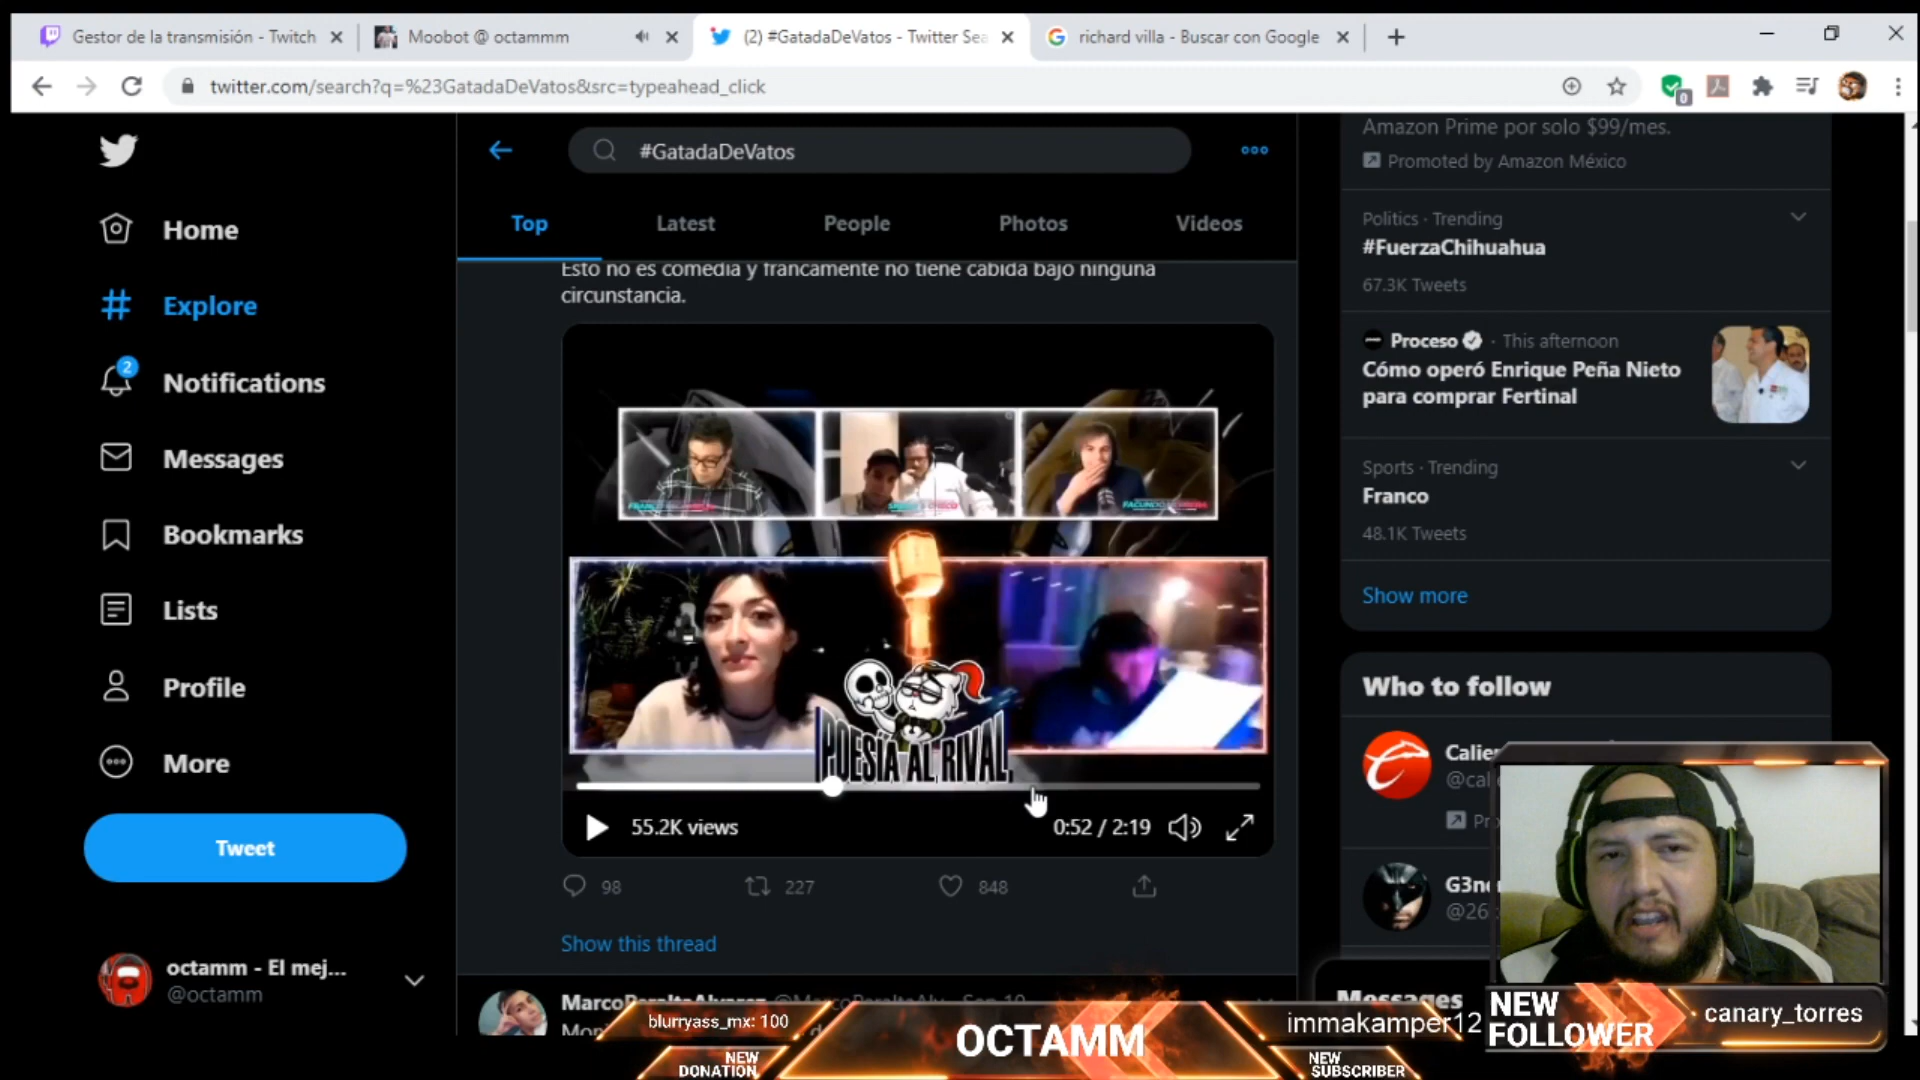 Gestor de la transmisión - Twitch
Moobot @ octammm
(2) #GatadaDeVatos - Twitter Sea
richard villa - Buscar con Google
twitter.com/search?q=%23GatadaDeVatos&src=typeahead_click
0
#GatadaDeVatos
Top
Latest
People
Photos
Videos
Home
Explore
2
Notifications
Messages
Bookmarks
Lists
Profile
More
Tweet
octamm - El mej...
@octamm
Esto no es comedia y francamente no tiene cabida bajo ninguna
circunstancia.
POESIA AL RIVAL
55.2K views
0:52 / 2:19
98
227
848
Show this thread
MarcoPeraltaAlvarez
Amazon Prime por solo $99/mes.
Promoted by Amazon México
Politics · Trending
#FuerzaChihuahua
67.3K Tweets
Proceso · This afternoon
Cómo operó Enrique Peña Nieto
para comprar Fertinal
Sports · Trending
Franco
48.1K Tweets
Show more
Who to follow
Messages
blurryass_mx: 100
NEW
DONATION
OCTAMM
immakamper12
NEW
SUBSCRIBER
NEW
FOLLOWER
canary_torres